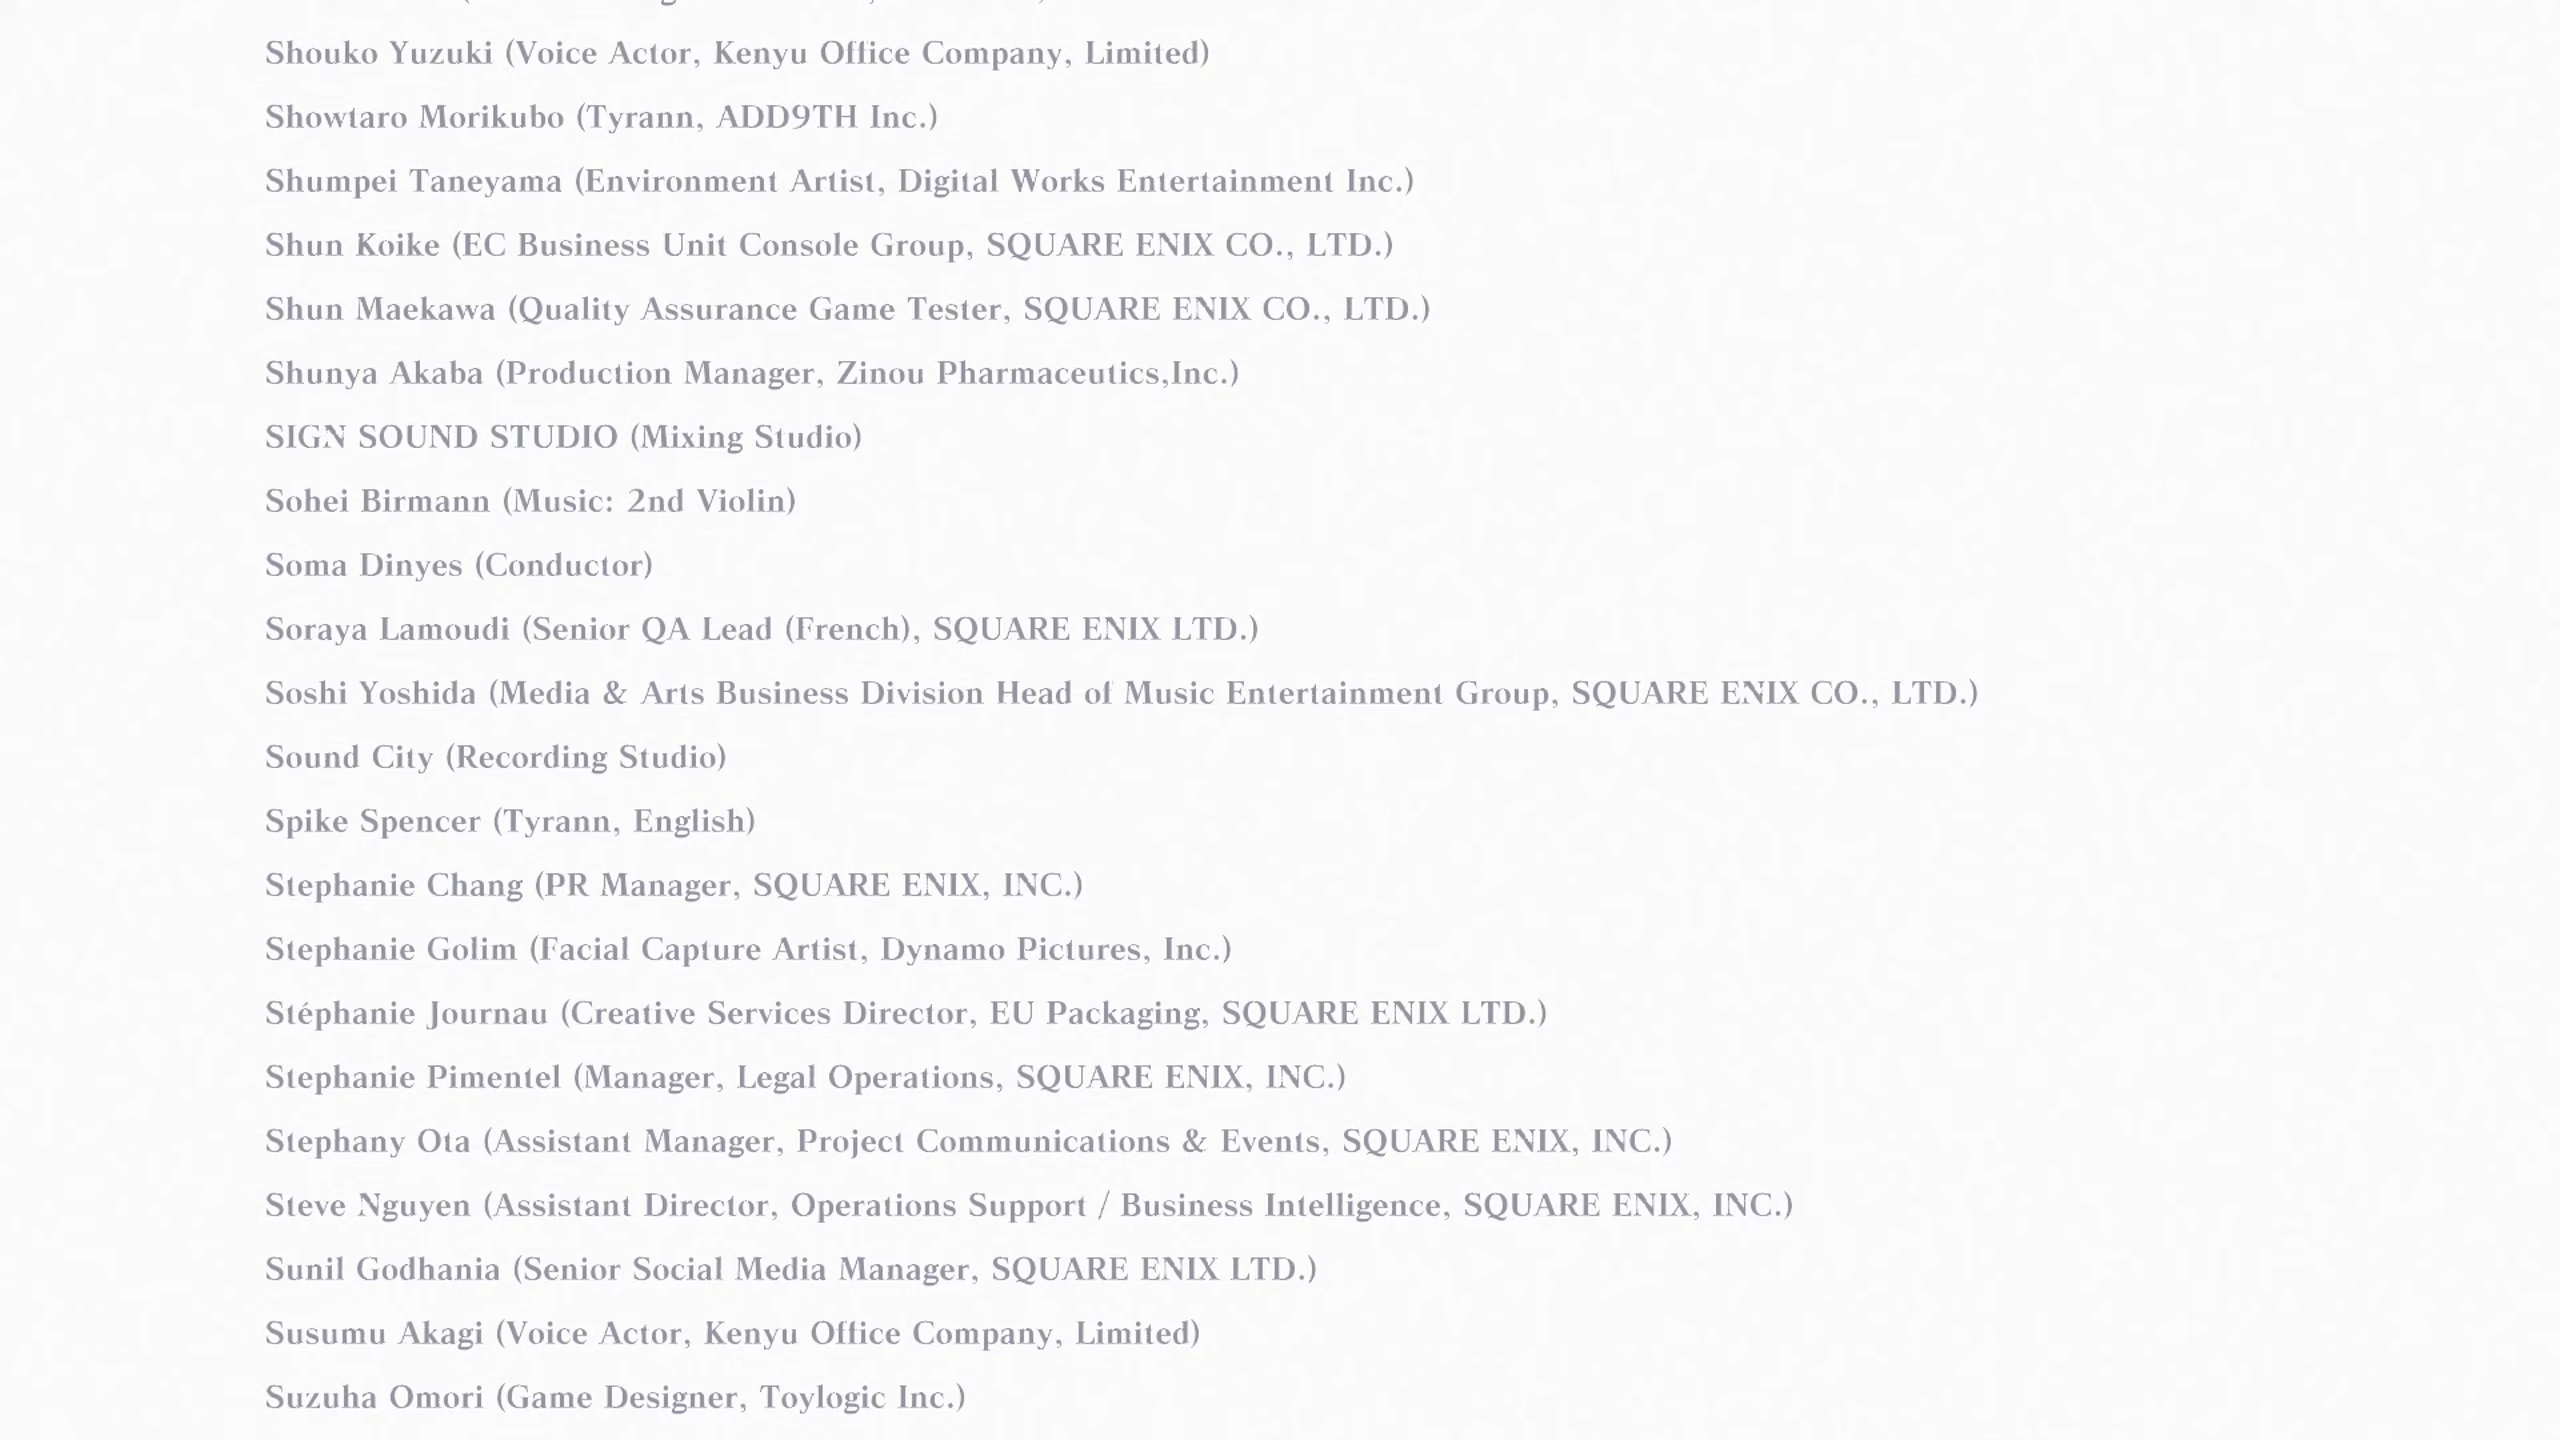 Shouko Yuzuki (Voice Actor, Kenyu Office Company, Limited)
Showtaro Morikubo (Tyrann, ADD9TH Inc.)
Shumpei Taneyama (Environment Artist, Digital Works Entertainment Inc.)
Shun Koike (EC Business Unit Console Group, SQUARE ENIX CO., LTD.)
Shun Maekawa (Quality Assurance Game Tester, SQUARE ENIX CO., LTD.)
Shunya Akaba (Production Manager, Zinou Pharmaceutics,Inc.)
SIGN SOUND STUDIO (Mixing Studio)
Sohei Birmann (Music: 2nd Violin)
Soma Dinyes (Conductor)
Soraya Lamoudi (Senior QA Lead (French), SQUARE ENIX LTD.)
Soshi Yoshida (Media & Arts Business Division Head of Music Entertainment Group, SQUARE ENIX CO., LTD.)
Sound City (Recording Studio)
Spike Spencer (Tyrann, English)
Stephanie Chang (PR Manager, SQUARE ENIX, INC.)
Stephanie Golim (Facial Capture Artist, Dynamo Pictures, Inc.)
Stéphanie Journau (Creative Services Director, EU Packaging, SQUARE ENIX LTD.)
Stephanie Pimentel (Manager, Legal Operations, SQUARE ENIX, INC.)
Stephany Ota (Assistant Manager, Project Communications & Events, SQUARE ENIX, INC.)
Steve Nguyen (Assistant Director, Operations Support / Business Intelligence, SQUARE ENIX, INC.)
Sunil Godhania (Senior Social Media Manager, SQUARE ENIX LTD.)
Susumu Akagi (Voice Actor, Kenyu Office Company, Limited)
Suzuha Omori (Game Designer, Toylogic Inc.)